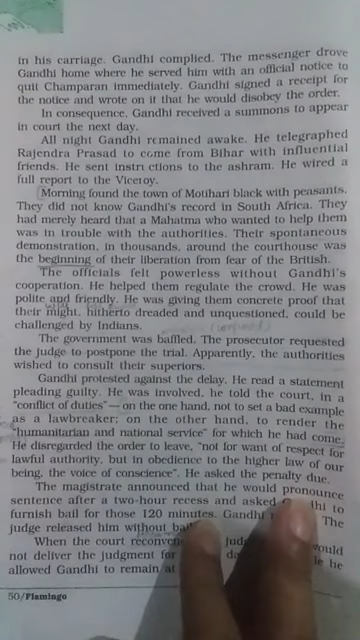 in his carriage. Gandhi complied. The messenger drove
Gandhi home where he served him with an official notice to
quit Champaran immediately. Gandhi signed a receipt for
the notice and wrote on it that he would disobey the order.
In consequence, Gandhi received a summons to appear
in court the next day.
All night Gandhi remained awake. He telegraphed
Rajendra Prasad to come from Bihar with influential
friends. He sent instr ctions to the ashram. He wired a
full report to the Viceroy.
Morning found the town of Motihari black with peasants.
They did not know Gandhi's record in South Africa. They
had merely heard that a Mahatma who wanted to help them
was in trouble with the authorities. Their spontaneous
demonstration, in thousands, around the courthouse was
the beginning of their liberation from fear of the British.
The officials felt powerless without Gandhi's
cooperation. He helped them regulate the crowd. He was
polite and friendly. He was giving them concrete proof that
their might, hitherto dreaded and unquestioned, could be
challenged by Indians.
The government was baffled. The prosecutor requested
the judge to postpone the trial. Apparently, the authorities
wished to consult their superiors.
Gandhi protested against the delay. He read a statement
pleading guilty. He was involved, he told the court, in a
"conflict of duties"— on the one hand, not to set a bad example
as a lawbreaker; on the other hand, to render the
"humanitarian and national service" for which he had come.
He disregarded the order to leave, "not for want of respect for
lawful authority, but in obedience to the higher law of our
being, the voice of conscience". He asked the penalty due.
The magistrate announced that he would pronounce
sentence after a two-hour recess and asked to
furnish bail for those 120 minutes. Gandhi The
judge released him without
When the court would
not deliver the judgment for he
allowed Gandhi to remain at
50/Flamingo